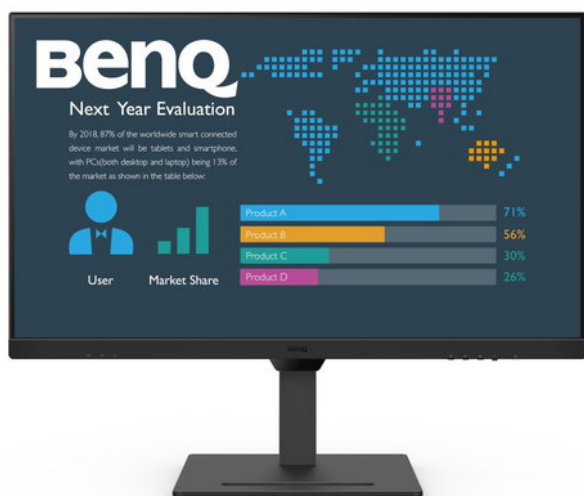 BenQ
Next Year Evaluation
By 2018, 87% of the worldwide smart connected
device market will be tablets and smartphone,
with PCs(both desktop and laptop) being 13% of
the market as shown in the table below:
User
Market Share
Product A 71%
Product B 56%
Product C 30%
Product D 26%
BenQ